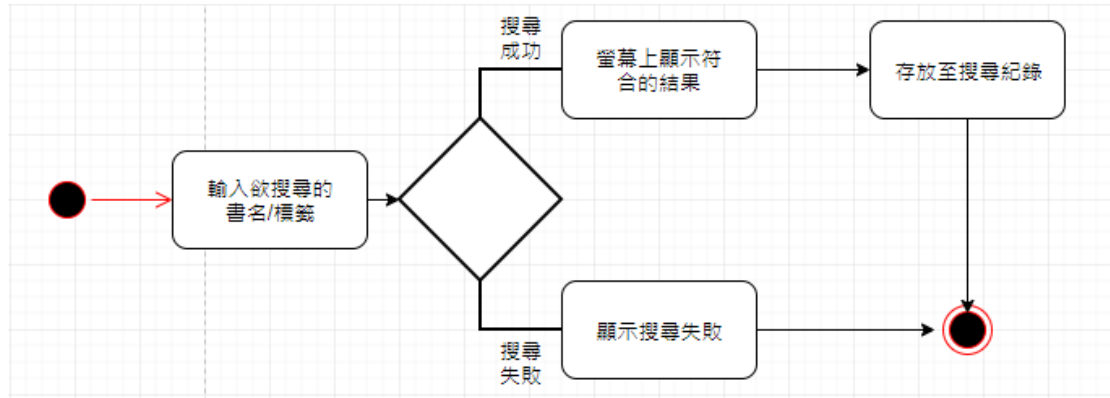 搜尋
成功
螢幕上顯示符
合的結果
存放至搜尋紀錄
輸入欲搜尋的
書名/標籤
搜尋
失敗
顯示搜尋失敗